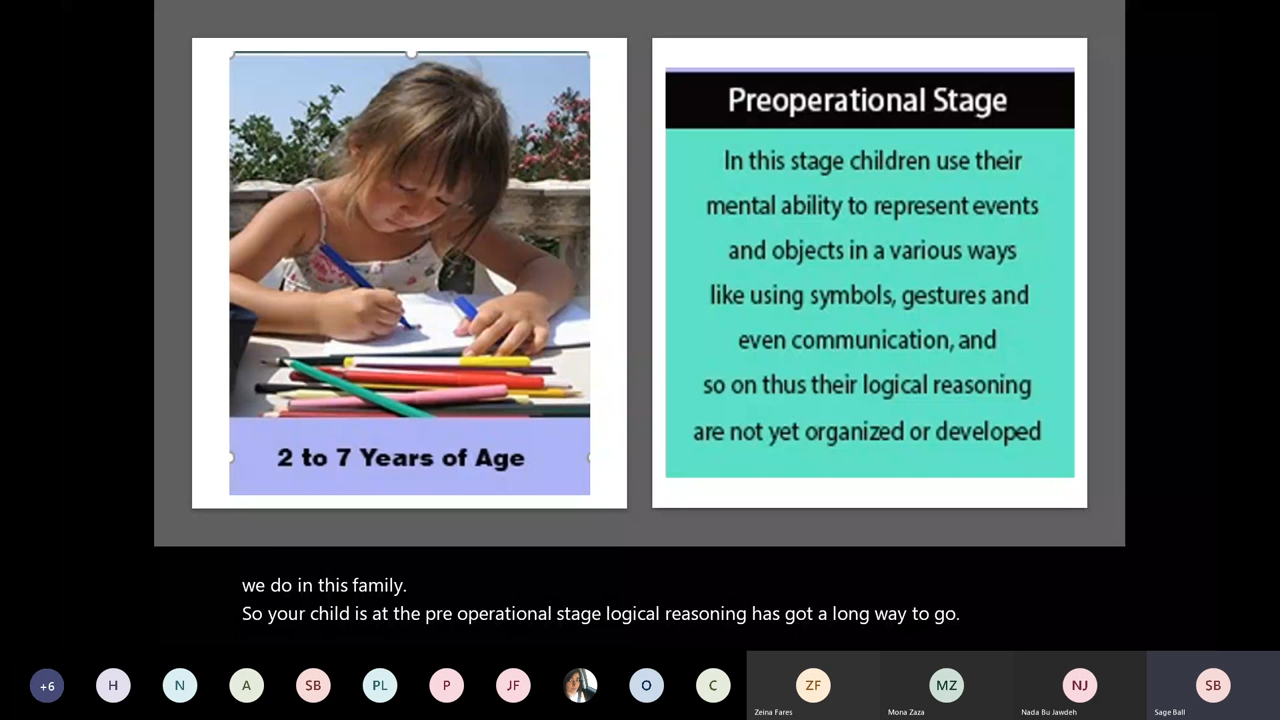 2 to 7 Years of Age
Preoperational Stage
In this stage children use their
mental ability to represent events
and objects in a various ways
like using symbols, gestures and
even communication, and
so on thus their logical reasoning
are not yet organized or developed
we do in this family.
So your child is at the pre operational stage logical reasoning has got a long way to go.
+6 H N A SB PL P JF O C ZF MZ NJ SB
Zeina Fares Mona Zaza Nada Bu Jawdeh Sage Ball